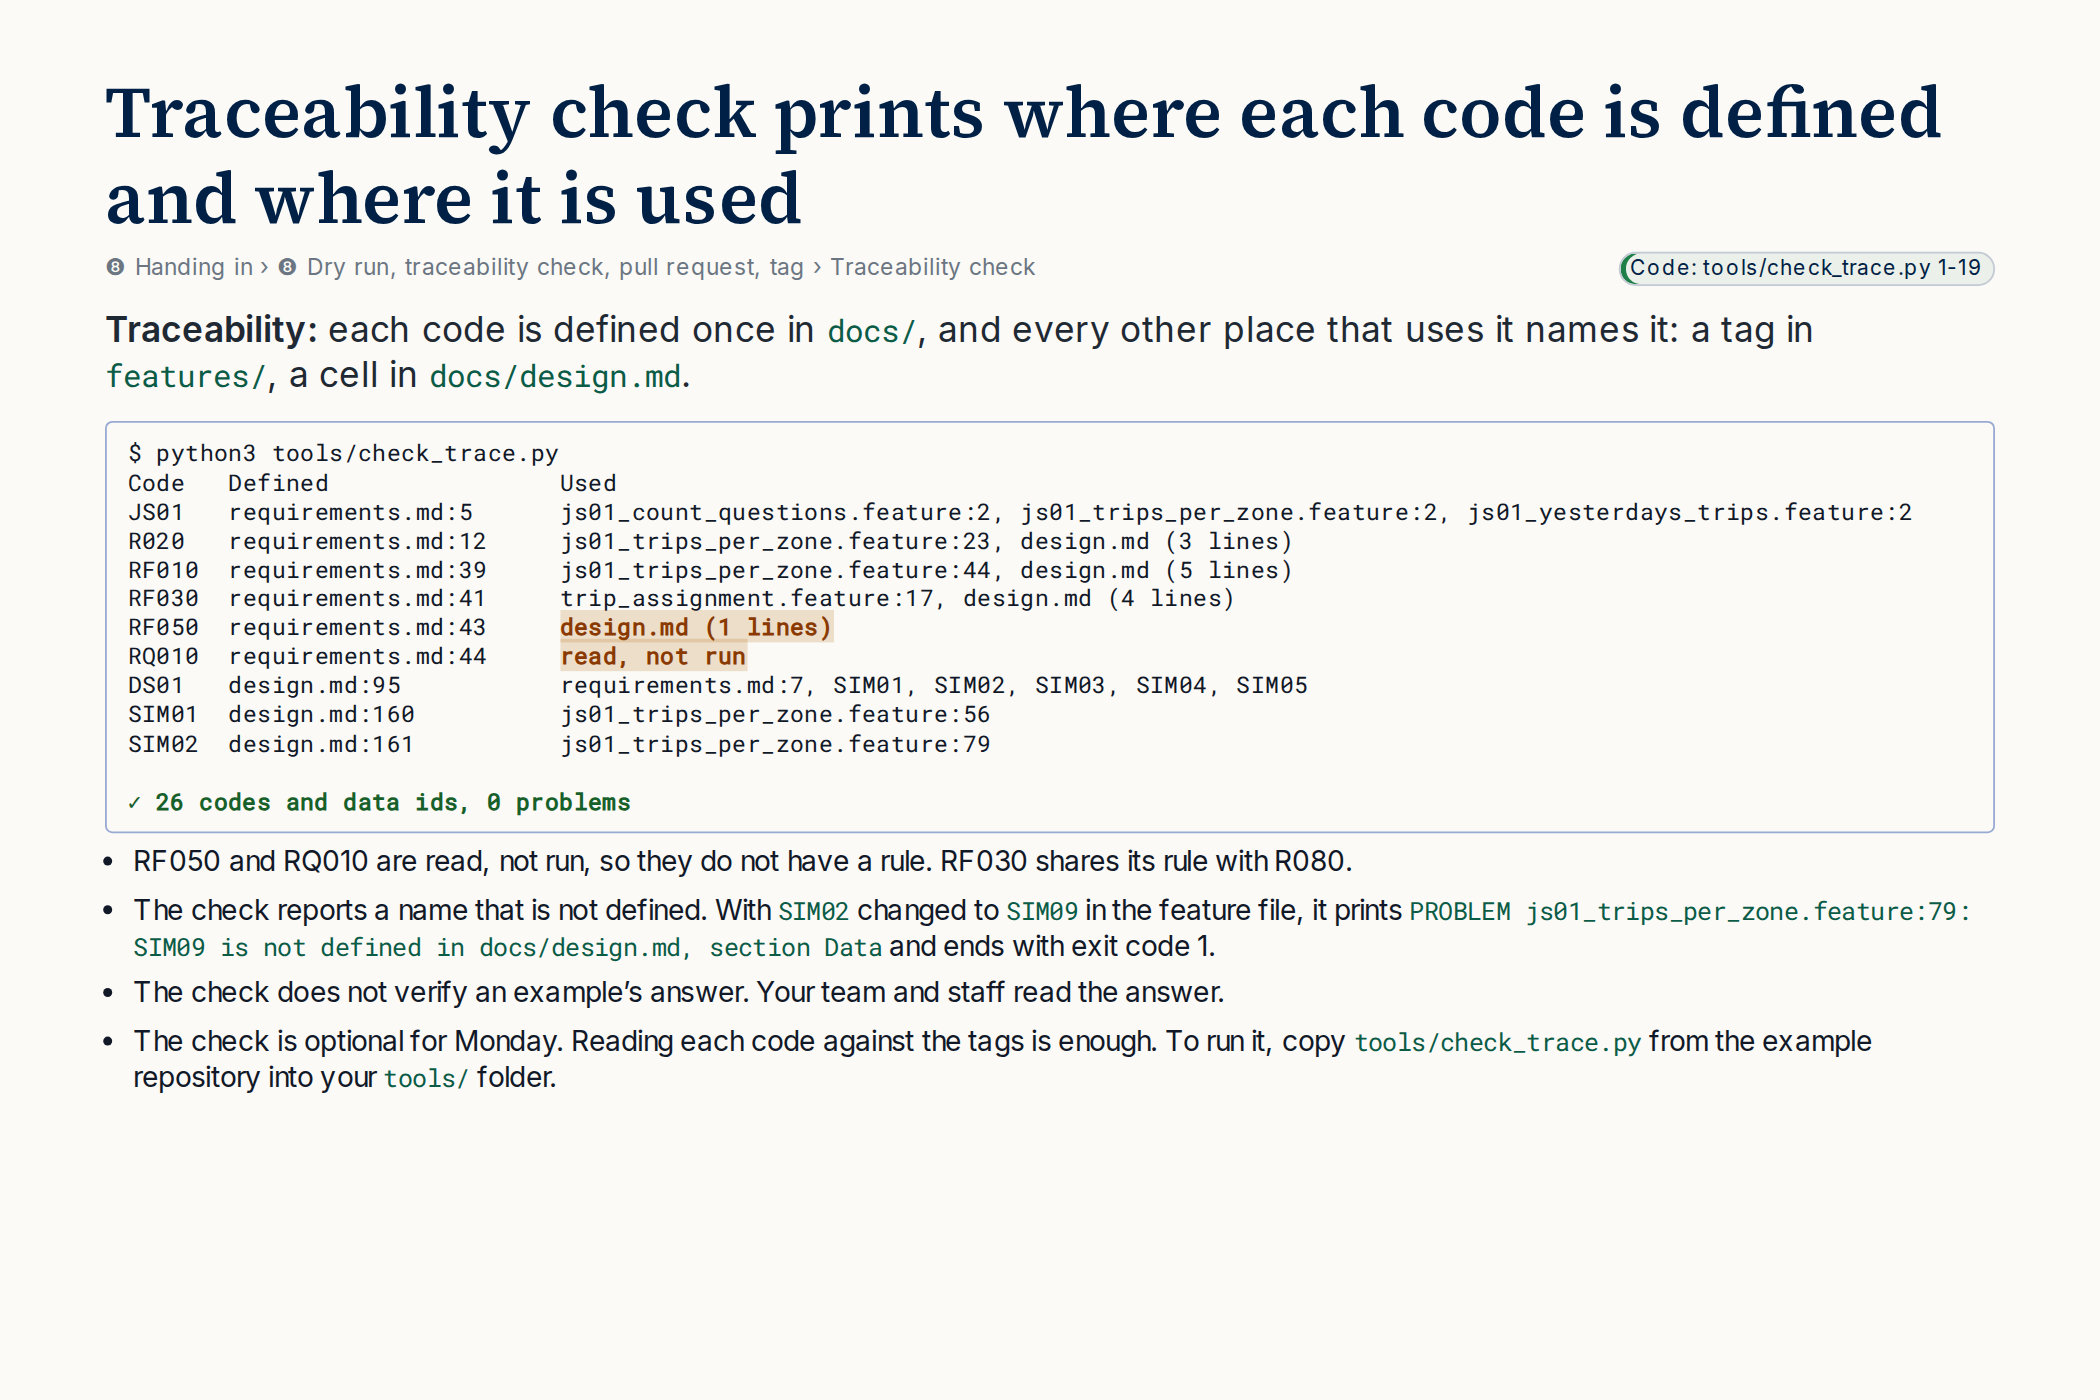 Traceability check prints where each code is defined
and where it is used
❽ Handing in › ❽ Dry run, traceability check, pull request, tag › Traceability check
Code: tools/check_trace.py 1-19
Traceability: each code is defined once in docs/, and every other place that uses it names it: a tag in
features/, a cell in docs/design.md.
$ python3 tools/check_trace.py
Code   Defined                Used
JS01   requirements.md:5      js01_count_questions.feature:2, js01_trips_per_zone.feature:2, js01_yesterdays_trips.feature:2
R020   requirements.md:12     js01_trips_per_zone.feature:23, design.md (3 lines)
RF010  requirements.md:39     js01_trips_per_zone.feature:44, design.md (5 lines)
RF030  requirements.md:41     trip_assignment.feature:17, design.md (4 lines)
RF050  requirements.md:43     design.md (1 lines)
RQ010  requirements.md:44     read, not run
DS01   design.md:95           requirements.md:7, SIM01, SIM02, SIM03, SIM04, SIM05
SIM01  design.md:160          js01_trips_per_zone.feature:56
SIM02  design.md:161          js01_trips_per_zone.feature:79
✓ 26 codes and data ids, 0 problems
• RF050 and RQ010 are read, not run, so they do not have a rule. RF030 shares its rule with R080.
• The check reports a name that is not defined. With SIM02 changed to SIM09 in the feature file, it prints PROBLEM js01_trips_per_zone.feature:79:
SIM09 is not defined in docs/design.md, section Data and ends with exit code 1.
• The check does not verify an example’s answer. Your team and staff read the answer.
• The check is optional for Monday. Reading each code against the tags is enough. To run it, copy tools/check_trace.py from the example
repository into your tools/ folder.